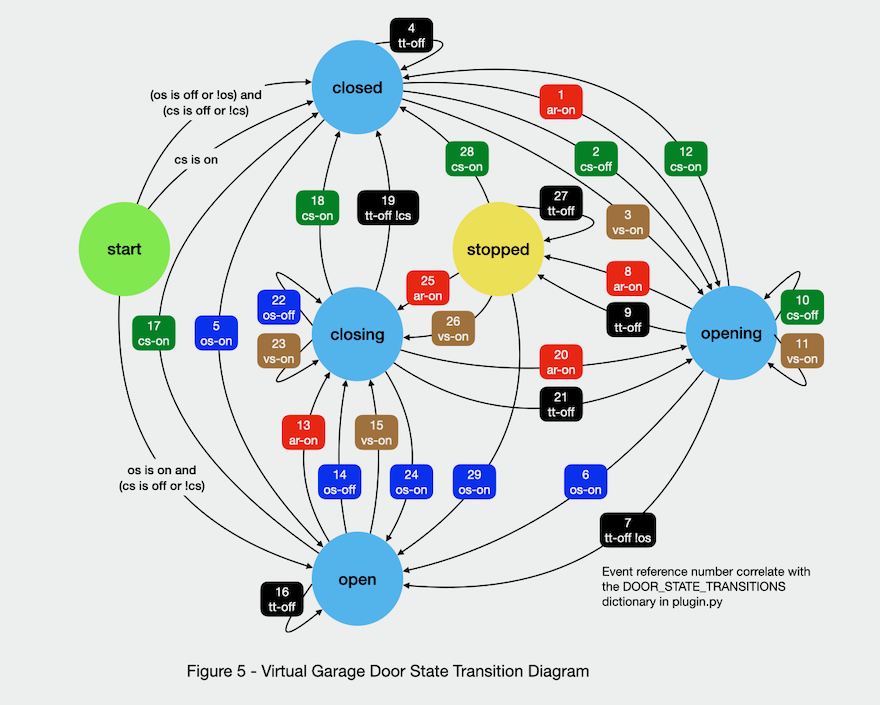 4
tt-off
closed
(os is off or !os) and
(cs is off or !cs)
1
ar-on
cs is on
28
cs-on
2
cs-off
12
cs-on
18
cs-on
19
tt-off !cs
27
tt-off
3
vs-on
start
stopped
25
ar-on
8
ar-on
22
os-off
10
cs-off
9
tt-off
17
cs-on
5
os-on
closing
26
vs-on
opening
23
vs-on
11
vs-on
20
ar-on
21
tt-off
13
ar-on
15
vs-on
os is on and
(cs is off or !cs)
14
os-off
24
os-on
29
os-on
6
os-on
7
tt-off !os
open
16
tt-off
Event reference number correlate with
the DOOR_STATE_TRANSITIONS
dictionary in plugin.py
Figure 5 - Virtual Garage Door State Transition Diagram